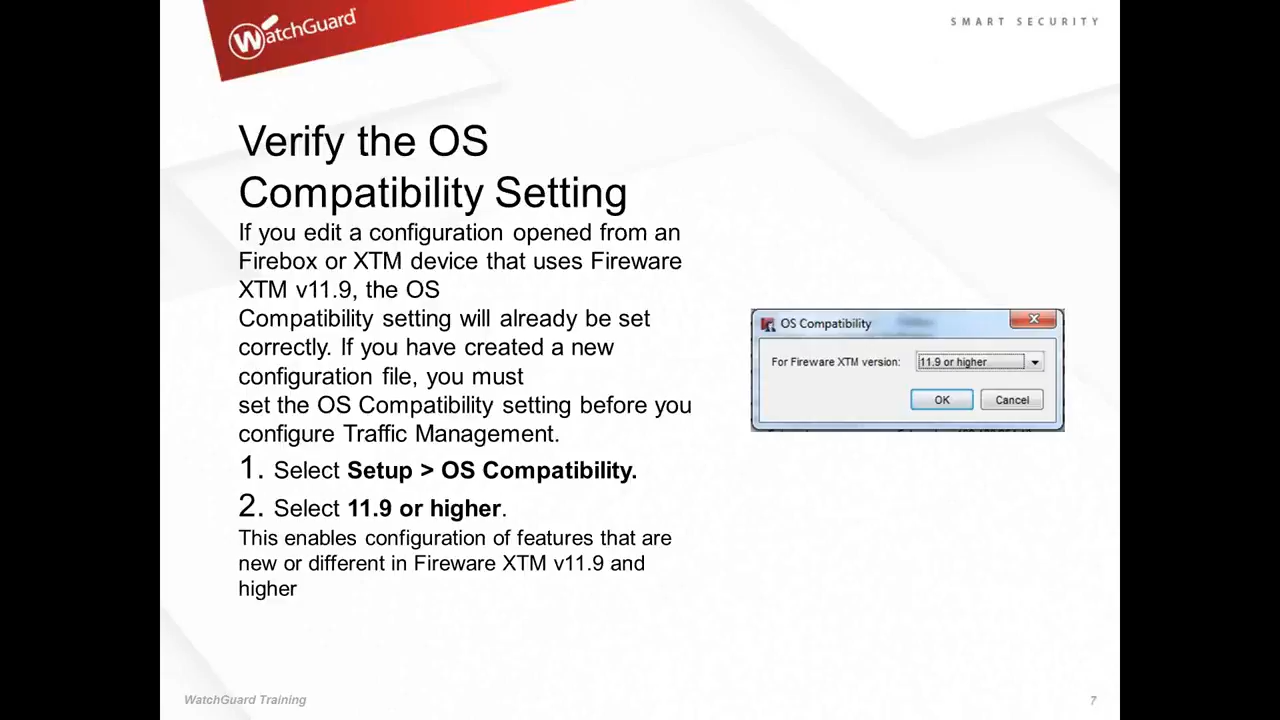 WatchGuard
SMART SECURITY
Verify the OS
Compatibility Setting
If you edit a configuration opened from an
Firebox or XTM device that uses Fireware
XTM v11.9, the OS
Compatibility setting will already be set
correctly. If you have created a new
configuration file, you must
set the OS Compatibility setting before you
configure Traffic Management.
1. Select Setup > OS Compatibility.
2. Select 11.9 or higher.
This enables configuration of features that are
new or different in Fireware XTM v11.9 and
higher
OS Compatibility
For Fireware XTM version: 11.9 or higher
OK Cancel
WatchGuard Training
7